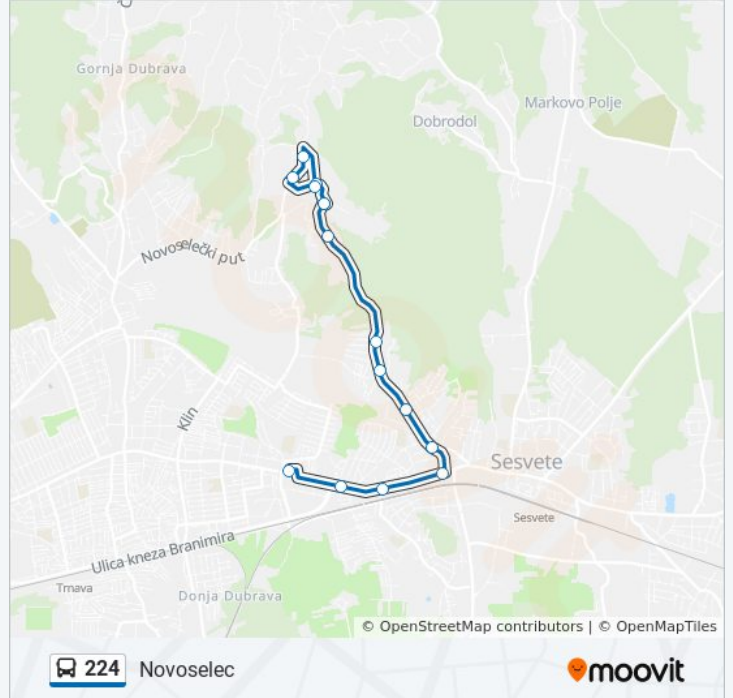 Gornja Dubrava
Markovo Polje
Dobrodol
Novoselečki put
Klin
Sesvete
Sesvete
Ulica kneza Branimira
Trnava
Donja Dubrava
© OpenStreetMap contributors | © OpenMapTiles
224 Novoselec
moovit